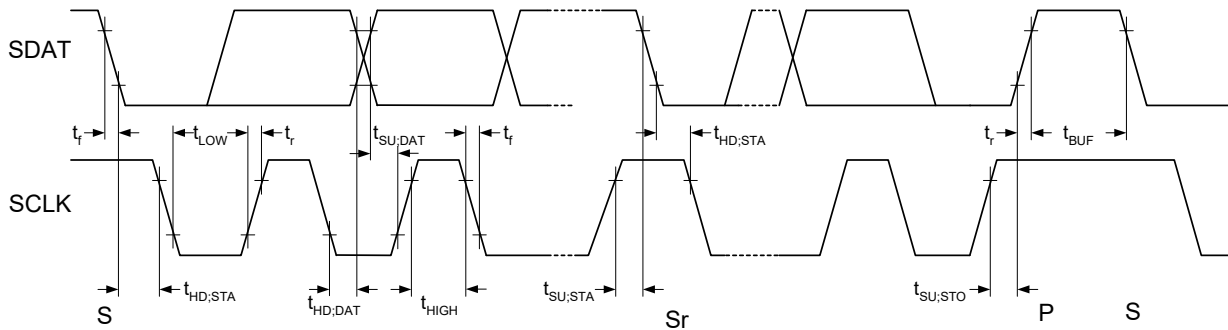 SDAT
t_f t_LOW t_r t_SU;DAT t_f t_HD;STA t_r t_BUF
SCLK
t_HD;STA t_HD;DAT t_HIGH t_SU;STA t_SU;STO
S Sr P S